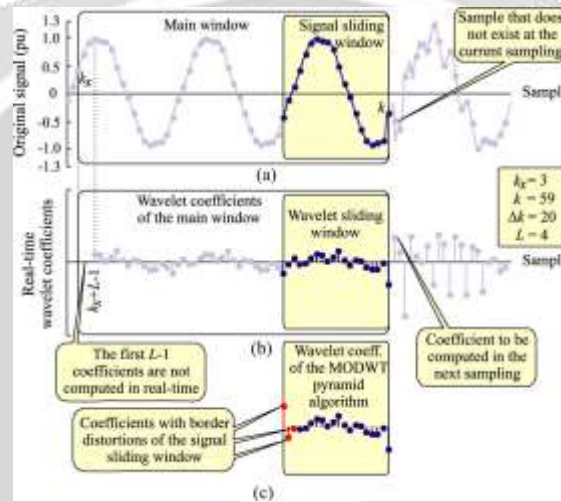 Main window
Signal sliding
window
Sample that does
not exist at the
current sampling
Original signal (pu)
1.3
1.0
0.5
0
-0.5
-1.0
-1.3
k
Sample
(a)
Real-time
wavelet coefficients
Wavelet coefficients
of the main window
Wavelet sliding
window
= 3
k = 59
Δk = 20
L = 4
Sample
+L-1
The first L-1
coefficients are not
computed in real-time
(b)
Coefficient to be
computed in the
next sampling
Wavelet coeff.
of the MODWT
pyramid
algorithm
Coefficients with border
distortions of the signal
sliding window
(c)